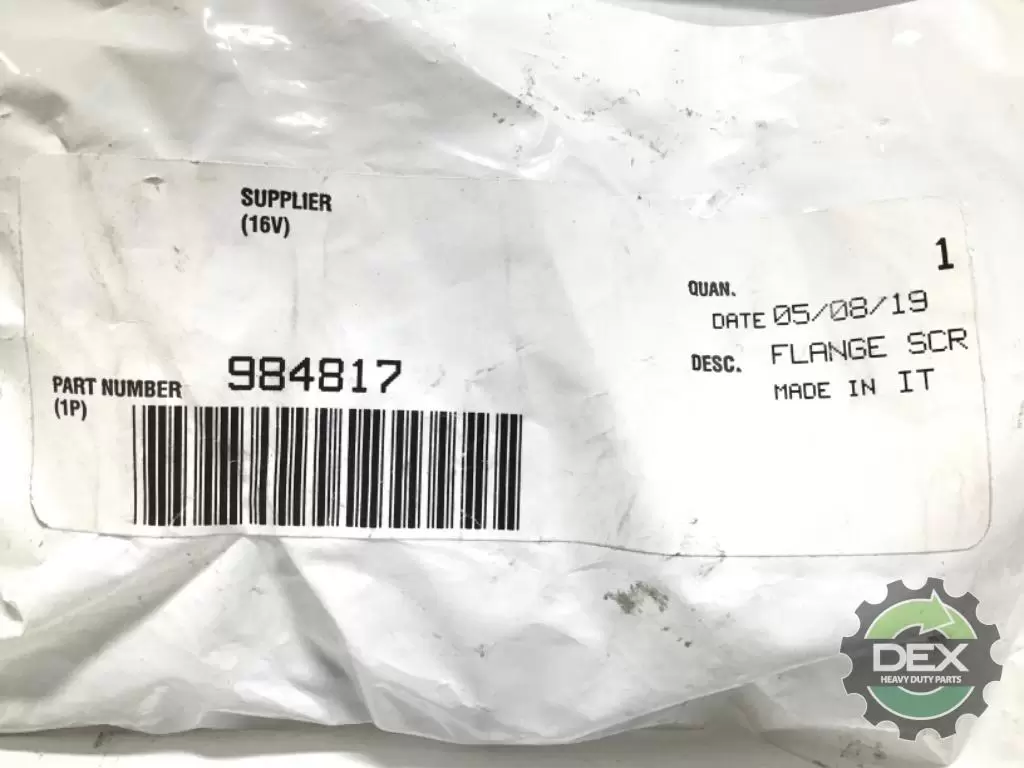 SUPPLIER
(16V)
PART NUMBER 984817
(1P)
QUAN. 1
DATE 05/08/19
DESC. FLANGE SCR
MADE IN IT
DEX
HEAVY DUTY PARTS